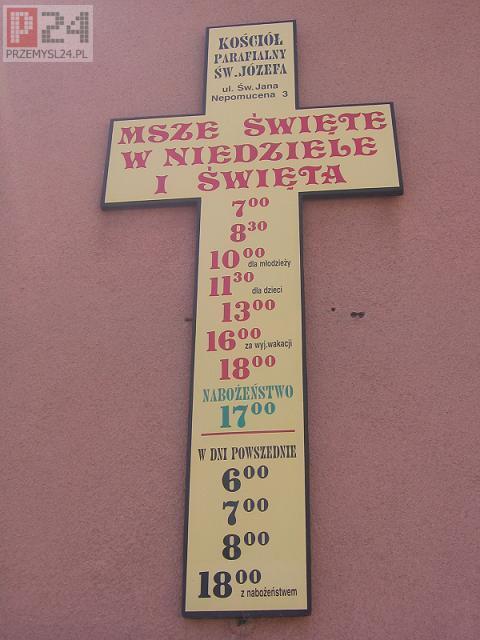 P24
PRZEMYSL24.PL
KOŚCIÓŁ
PARAFIALNY
ŚW. JÓZEFA
ul. Św. Jana
Nepomucena 3
MSZE ŚWIĘTE
W NIEDZIELE
I ŚWIĘTA
7⁰⁰
8³⁰
10⁰⁰ dla młodzieży
11³⁰ dla dzieci
13⁰⁰
16⁰⁰ za wyj.wakacji
18⁰⁰
NABOŻEŃSTWO
17⁰⁰
W DNI POWSZEDNIE
6⁰⁰
7⁰⁰
8⁰⁰
18⁰⁰ z nabożeństwem